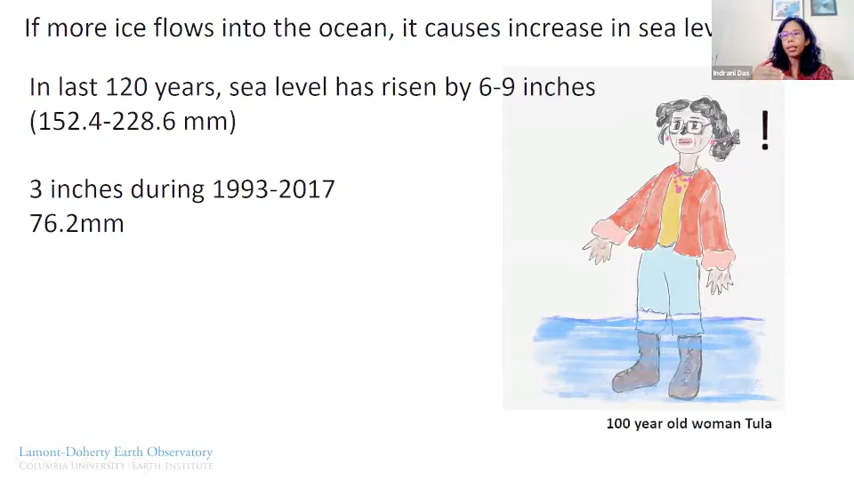 If more ice flows into the ocean, it causes increase in sea
Indrani Das
In last 120 years, sea level has risen by 6-9 inches
(152.4-228.6 mm)
!
3 inches during 1993-2017
76.2mm
100 year old woman Tula
Lamont-Doherty Earth Observatory
COLUMBIA UNIVERSITY | EARTH INSTITUTE